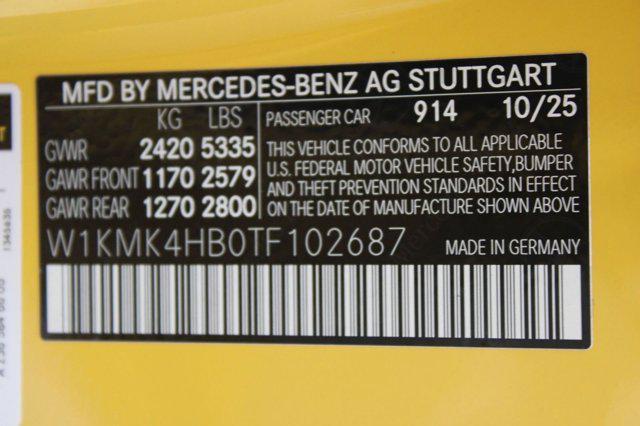 MFD BY MERCEDES-BENZ AG STUTTGART
KG LBS PASSENGER CAR 914 10/25
GVWR 2420 5335
GAWR FRONT 1170 2579
GAWR REAR 1270 2800
THIS VEHICLE CONFORMS TO ALL APPLICABLE
U.S. FEDERAL MOTOR VEHICLE SAFETY,BUMPER
AND THEFT PREVENTION STANDARDS IN EFFECT
ON THE DATE OF MANUFACTURE SHOWN ABOVE
W1KMK4HB0TF102687 MADE IN GERMANY